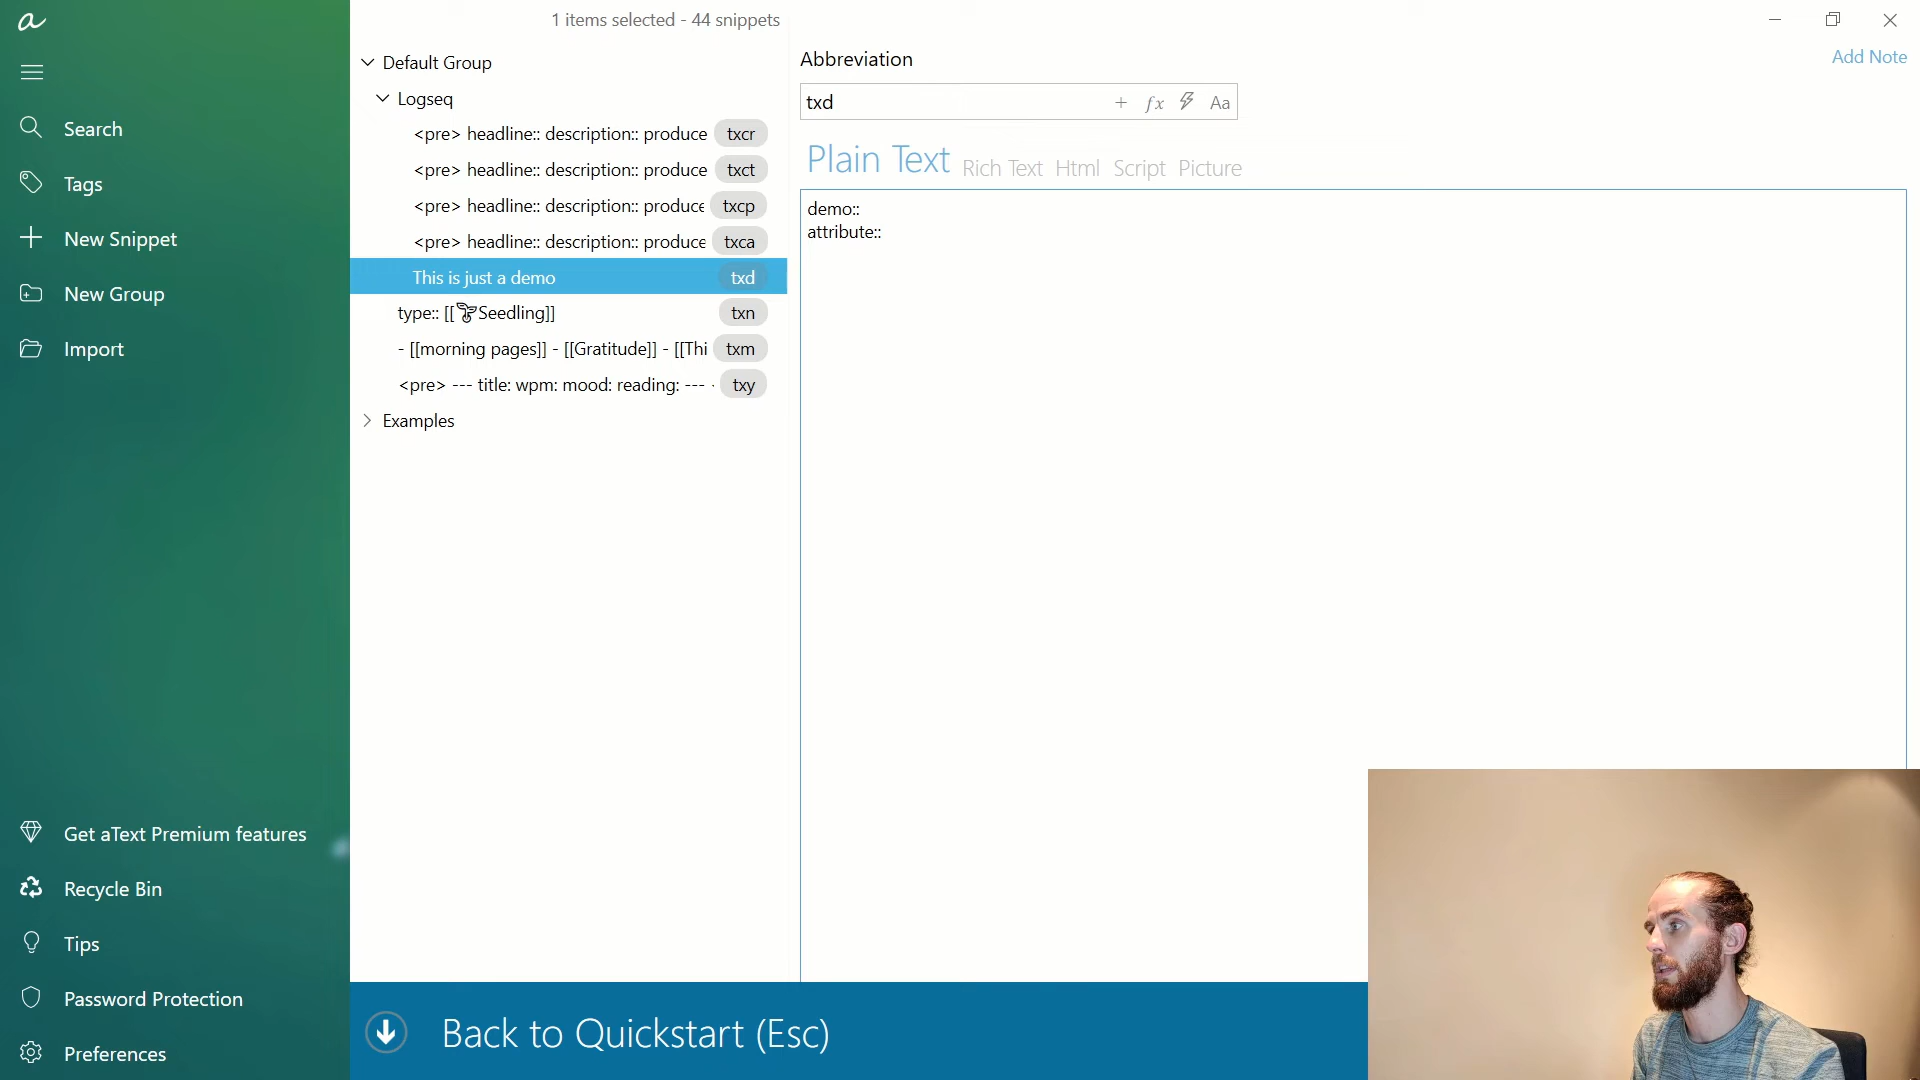 a
1 items selected - 44 snippets
Search
Tags
New Snippet
New Group
Import
Get aText Premium features
Recycle Bin
Tips
Password Protection
Preferences
Default Group
Logseq
<pre> headline:: description:: produce txcr
<pre> headline:: description:: produce txct
<pre> headline:: description:: produce txcp
<pre> headline:: description:: produce txca
This is just a demo txd
type:: [[🌱Seedling]] txn
- [[morning pages]] - [[Gratitude]] - [[Thi txm
<pre> --- title: wpm: mood: reading: --- - txy
Examples
Abbreviation
Add Note
txd + ƒx Aa
Plain Text Rich Text Html Script Picture
demo::
attribute::
Back to Quickstart (Esc)